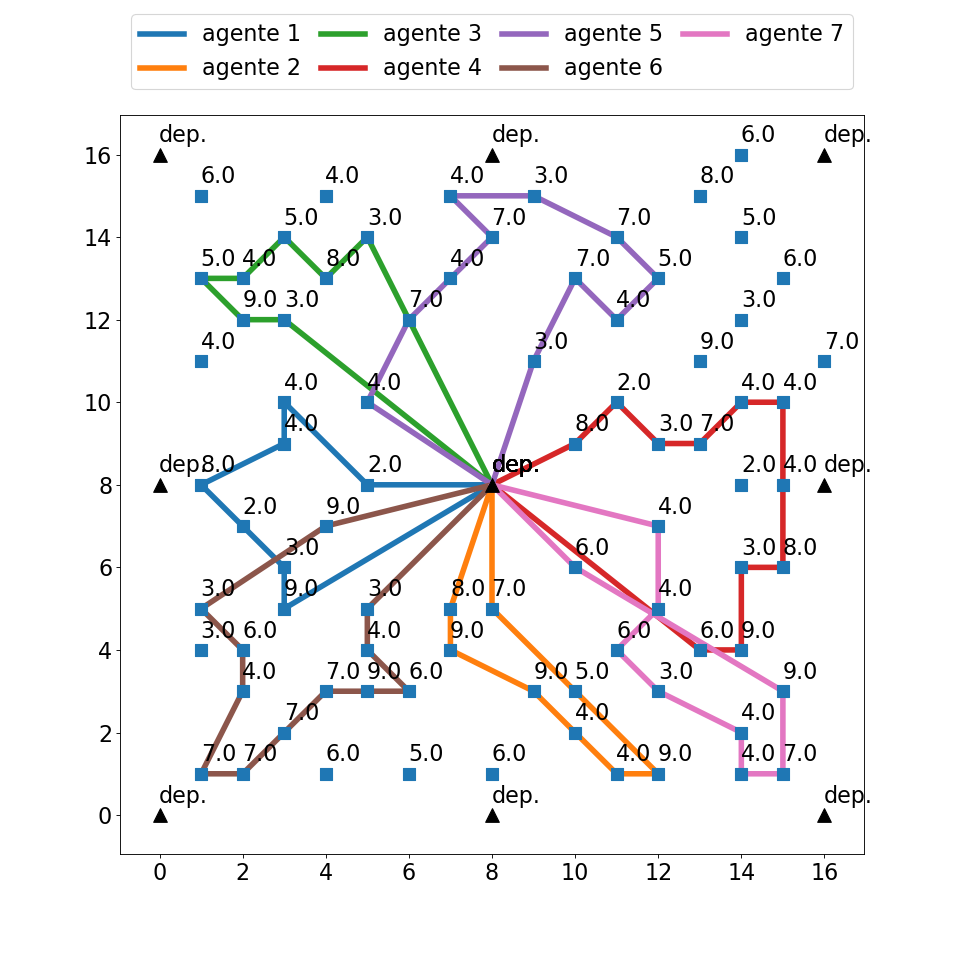 agente 1 agente 3 agente 5 agente 7
agente 2 agente 4 agente 6
6.0
dep. dep. dep.
16
6.0 4.0 4.0 3.0 8.0
5.0 3.0 7.0 7.0 5.0
14
5.0 4.0 8.0 4.0 7.0 5.0 6.0
9.0 3.0 7.0 4.0 3.0
12
4.0 3.0 9.0 7.0
4.0 4.0 2.0 4.0 4.0
10
4.0 8.0 3.0 7.0
dep. 8.0 2.0 dep. 2.0 4.0 dep.
8
2.0 9.0 4.0
3.0 6.0 3.0 8.0
6
3.0 9.0 3.0 8.0 7.0 4.0
3.0 6.0 4.0 9.0 6.0 6.0 9.0
4
4.0 7.0 9.0 6.0 9.0 5.0 3.0 9.0
7.0 4.0 4.0
2
7.0 7.0 6.0 5.0 6.0 4.0 9.0 4.0 7.0
dep. dep. dep.
0
0 2 4 6 8 10 12 14 16